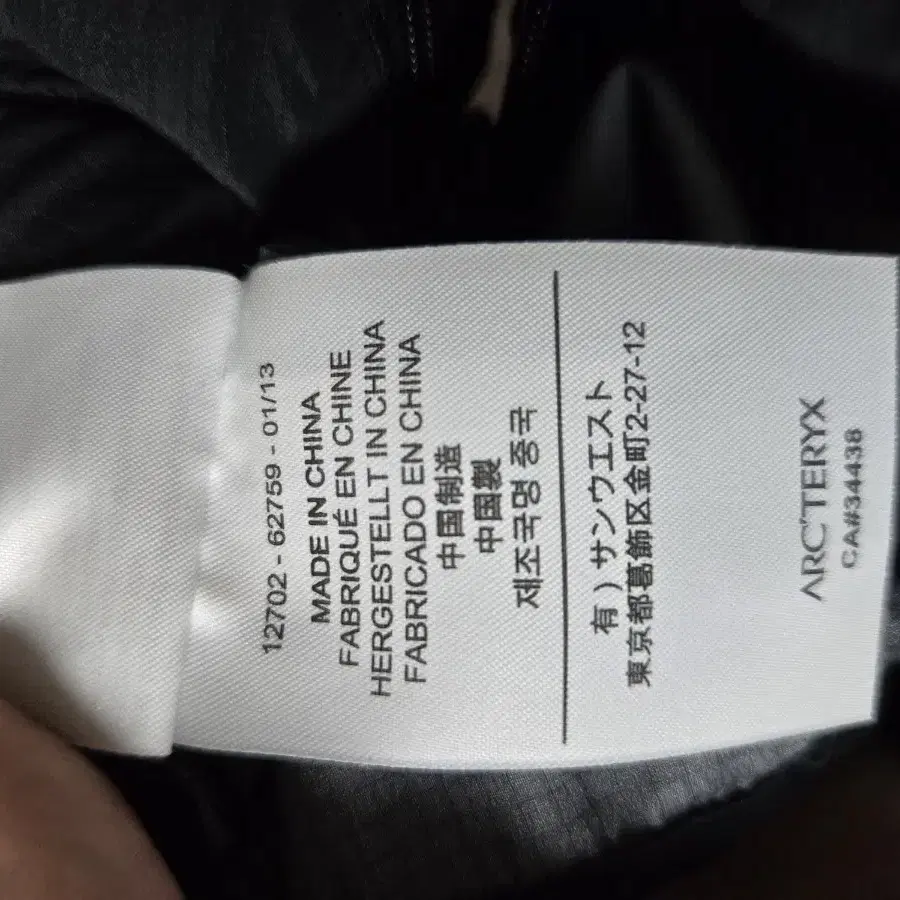 12702 - 62759 - 01/13
MADE IN CHINA
FABRIQUÉ EN CHINE
HERGESTELLT IN CHINA
FABRICADO EN CHINA
中国制造
中国製
제조국명 중국
有）サンウエスト
東京都葛飾区金町2-27-12
ARC'TERYX
CA#34438